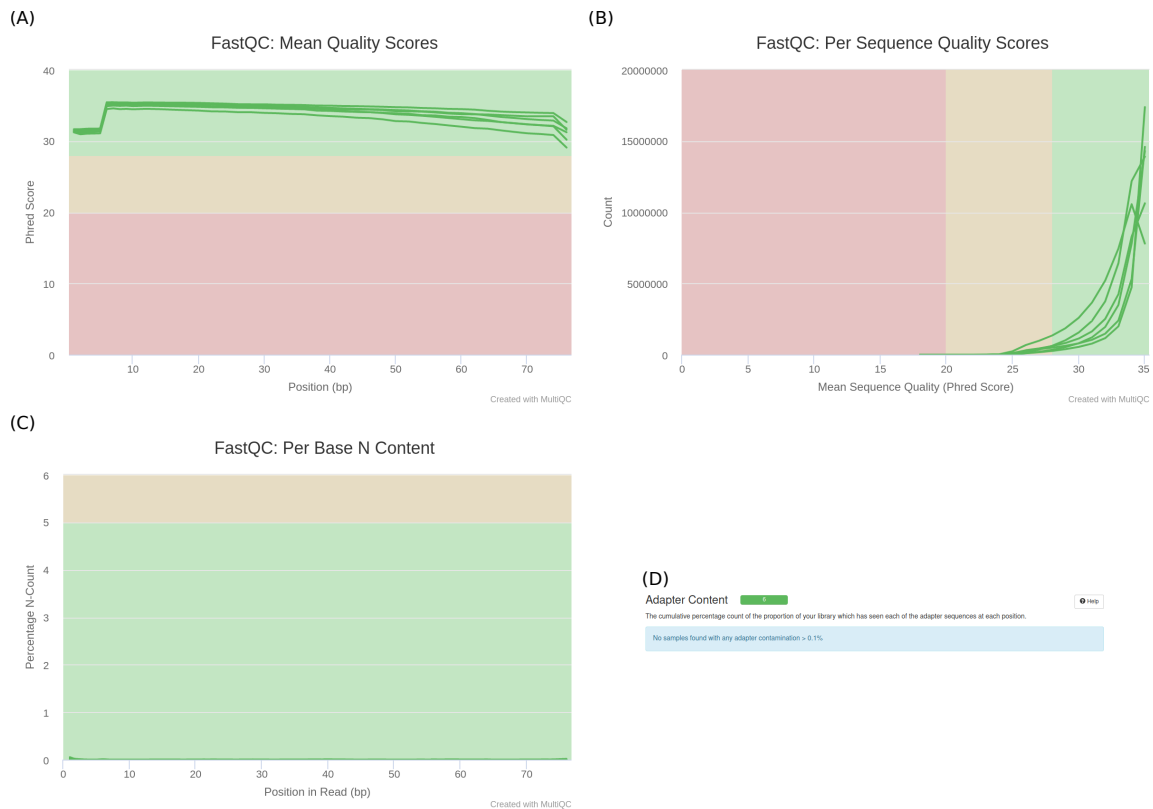 (A)
FastQC: Mean Quality Scores
40
30
20
10
0
Phred Score
10 20 30 40 50 60 70
Position (bp)
Created with MultiQC
(B)
FastQC: Per Sequence Quality Scores
20000000
15000000
10000000
5000000
0
Count
0 5 10 15 20 25 30 35
Mean Sequence Quality (Phred Score)
Created with MultiQC
(C)
FastQC: Per Base N Content
6
5
4
3
2
1
0
Percentage N-Count
0 10 20 30 40 50 60 70
Position in Read (bp)
Created with MultiQC
(D)
Adapter Content 6
Help
The cumulative percentage count of the proportion of your library which has seen each of the adapter sequences at each position.
No samples found with any adapter contamination > 0.1%